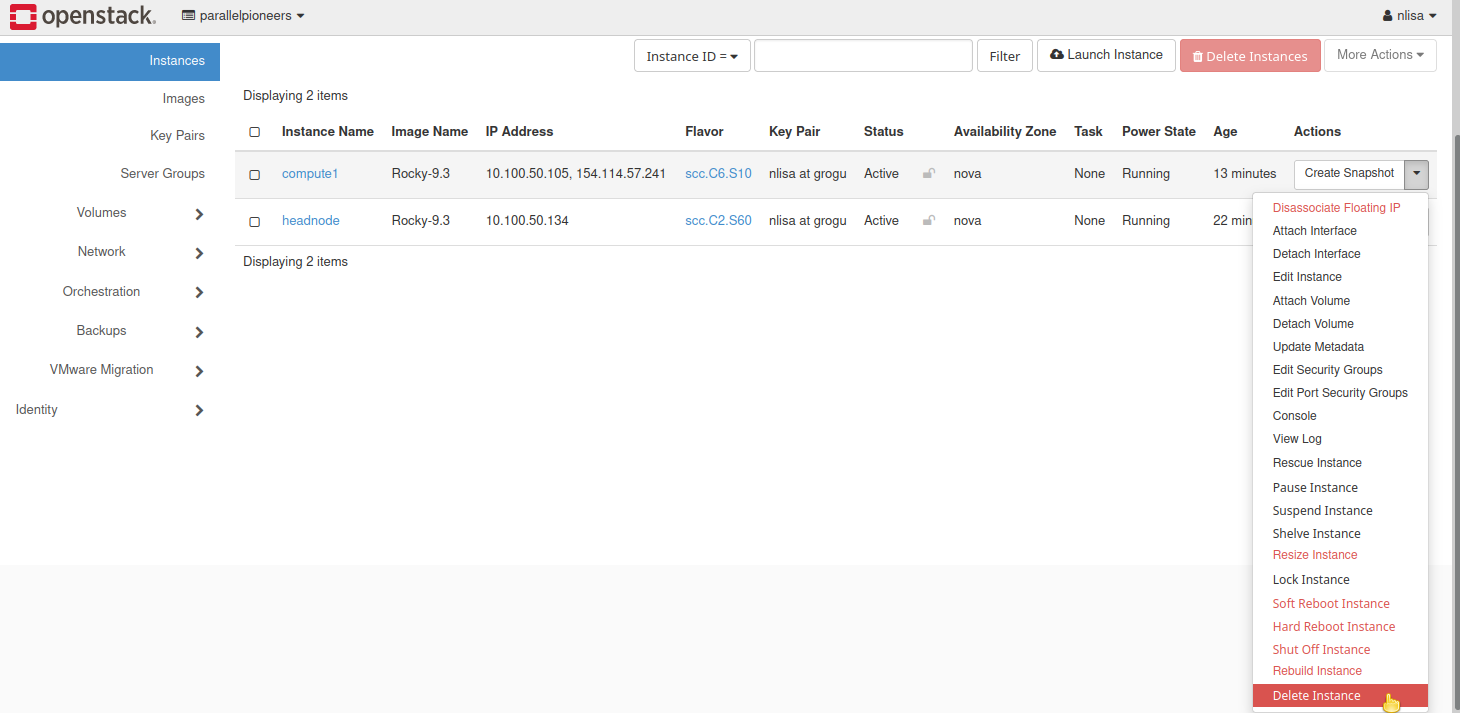 openstack. parallelpioneers nlisa
Instances
Images
Key Pairs
Server Groups
Volumes
Network
Orchestration
Backups
VMware Migration
Identity
Instance ID = Filter Launch Instance Delete Instances More Actions
Displaying 2 items
Instance Name Image Name IP Address Flavor Key Pair Status Availability Zone Task Power State Age Actions
compute1 Rocky-9.3 10.100.50.105, 154.114.57.241 scc.C6.S10 nlisa at grogu Active nova None Running 13 minutes Create Snapshot
headnode Rocky-9.3 10.100.50.134 scc.C2.S60 nlisa at grogu Active nova None Running 22 min
Displaying 2 items
Disassociate Floating IP
Attach Interface
Detach Interface
Edit Instance
Attach Volume
Detach Volume
Update Metadata
Edit Security Groups
Edit Port Security Groups
Console
View Log
Rescue Instance
Pause Instance
Suspend Instance
Shelve Instance
Resize Instance
Lock Instance
Soft Reboot Instance
Hard Reboot Instance
Shut Off Instance
Rebuild Instance
Delete Instance